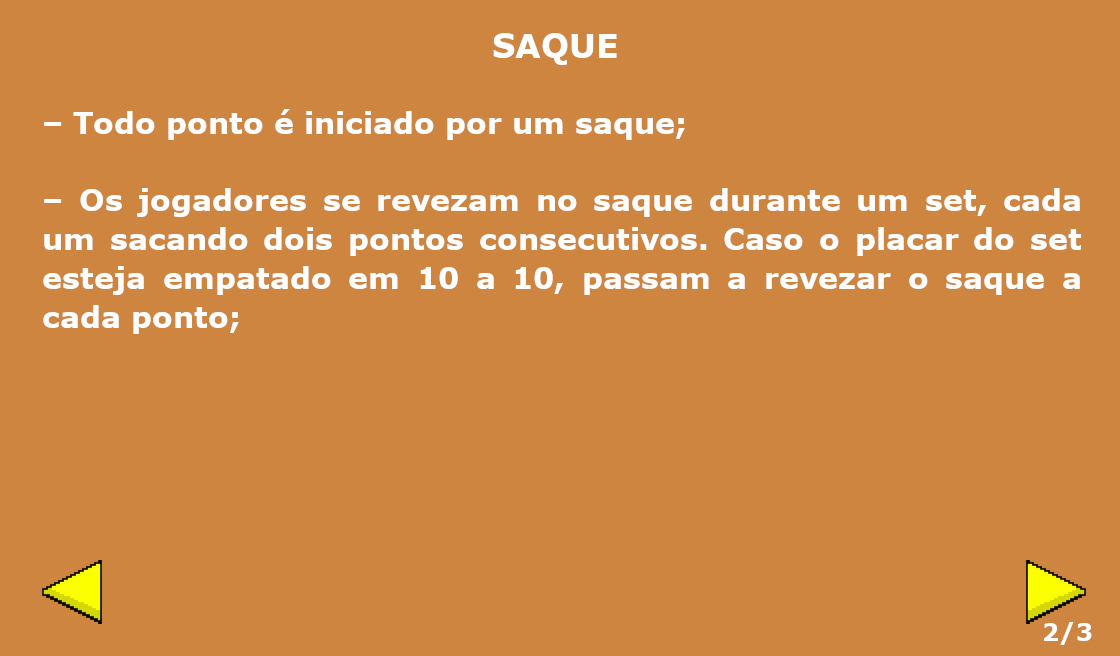 SAQUE
– Todo ponto é iniciado por um saque;
– Os jogadores se revezam no saque durante um set, cada
um sacando dois pontos consecutivos. Caso o placar do set
esteja empatado em 10 a 10, passam a revezar o saque a
cada ponto;
2/3